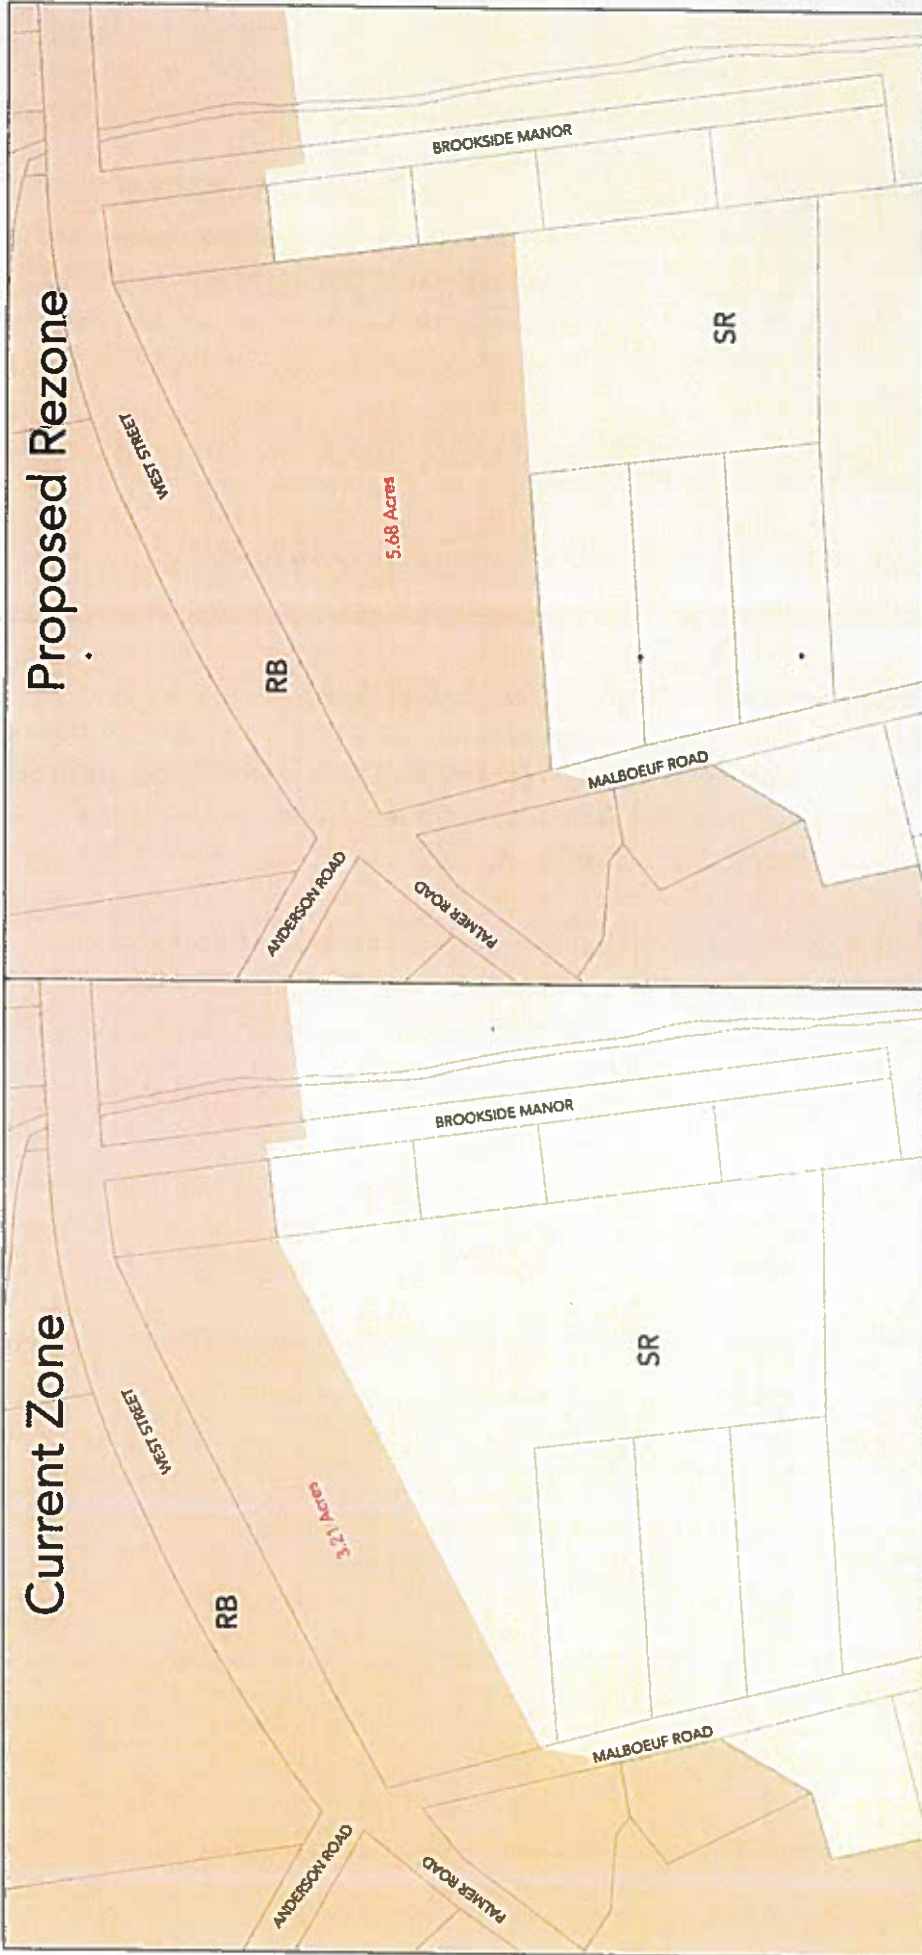 Current Zone
WEST STREET
RB
3.21 Acres
ANDERSON ROAD
PALMER ROAD
MALBOEUF ROAD
SR
BROOKSIDE MANOR
Proposed Rezone
WEST STREET
RB
5.68 Acres
ANDERSON ROAD
PALMER ROAD
MALBOEUF ROAD
SR
BROOKSIDE MANOR